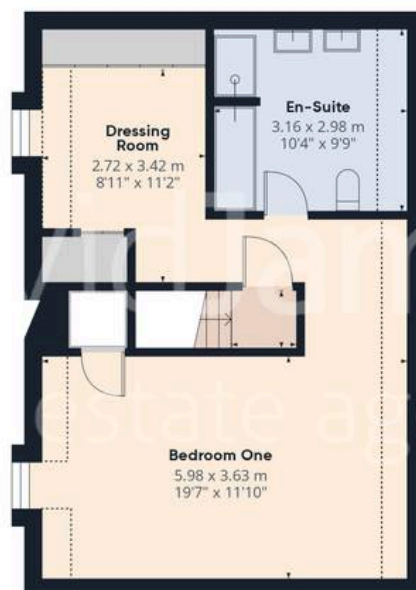 En-Suite
3.16 x 2.98 m
10'4" x 9'9"
Dressing
Room
2.72 x 3.42 m
8'11" x 11'2"
vidJam
estate ag
Bedroom One
5.98 x 3.63 m
19'7" x 11'10"